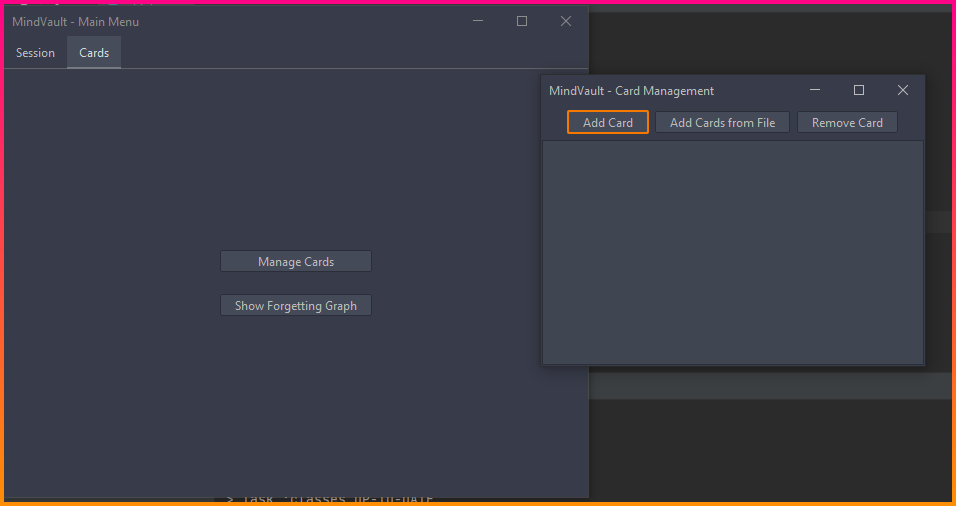 MindVault - Main Menu
Session
Cards
Manage Cards
Show Forgetting Graph
MindVault - Card Management
Add Card
Add Cards from File
Remove Card
> Task :classes UP-TO-DATE